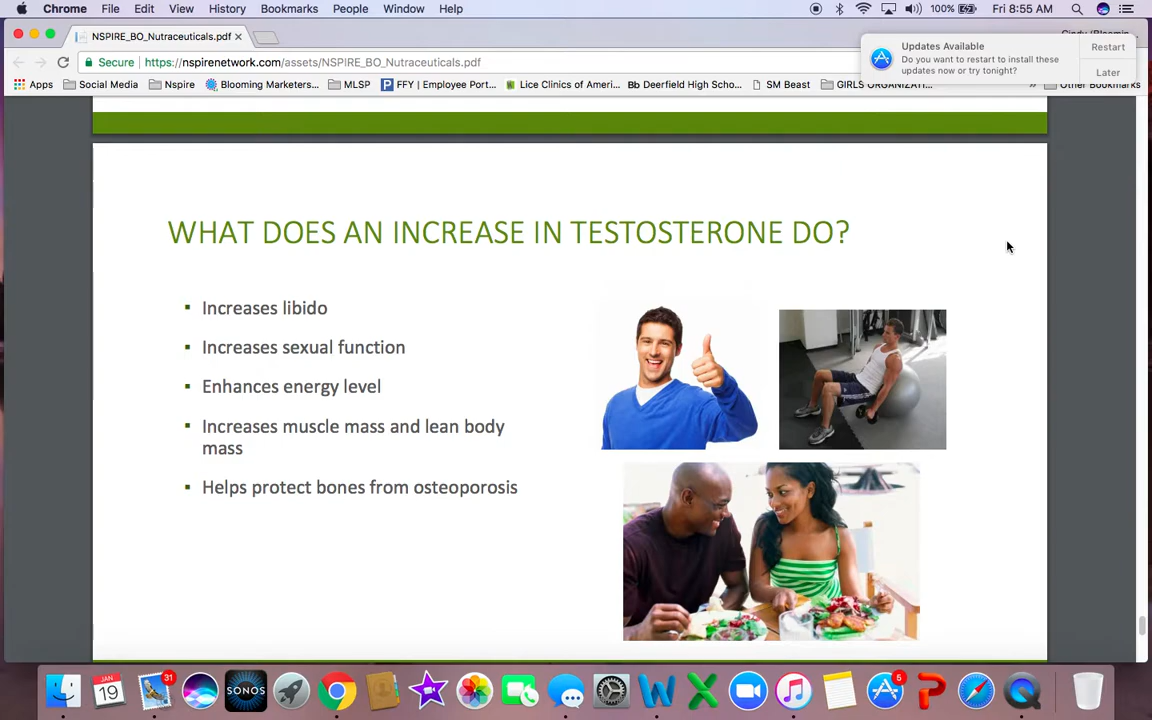 Chrome File Edit View History Bookmarks People Window Help 100% Fri 8:55 AM
NSPIRE_BO_Nutraceuticals.pdf
Secure https://nspirenetwork.com/assets/NSPIRE_BO_Nutraceuticals.pdf
Updates Available
Do you want to restart to install these
updates now or try tonight?
Restart
Later
Apps Social Media Nspire Blooming Marketers... MLSP FFY | Employee Port... Lice Clinics of Ameri... Bb Deerfield High Scho... SM Beast GIRLS ORGANIZATI... » Other Bookmarks
WHAT DOES AN INCREASE IN TESTOSTERONE DO?
▪ Increases libido
▪ Increases sexual function
▪ Enhances energy level
▪ Increases muscle mass and lean body
mass
▪ Helps protect bones from osteoporosis
JAN
19
31
SONOS
5